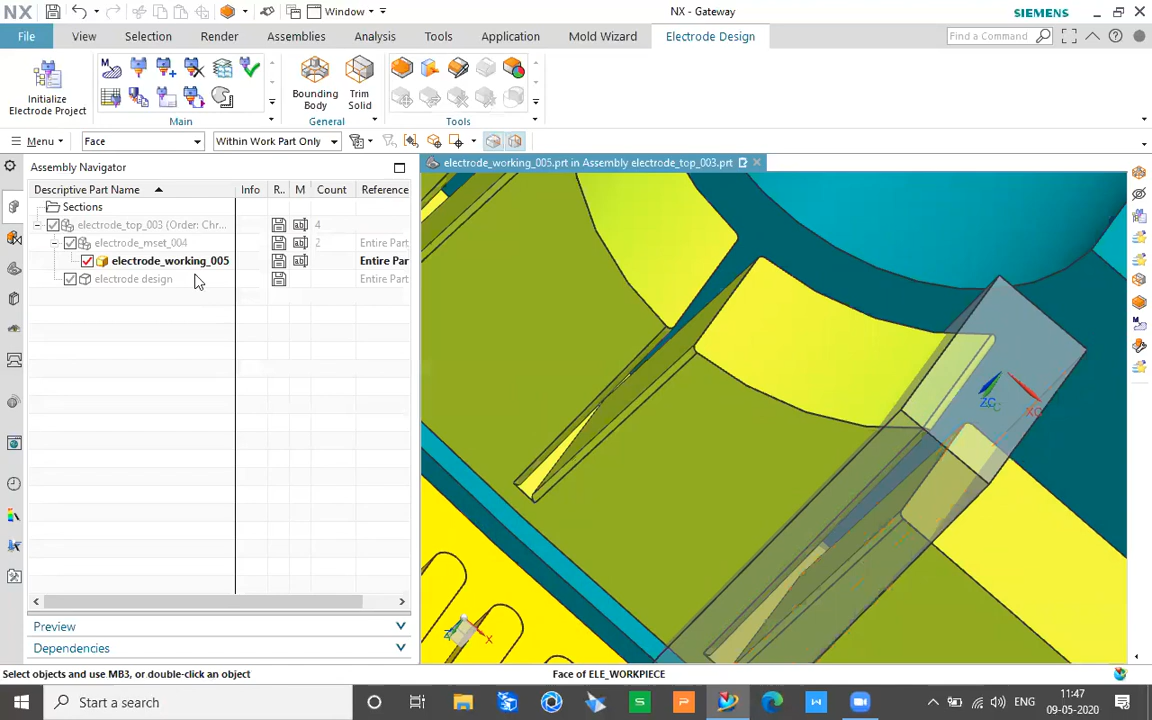 NX
Window
NX - Gateway
SIEMENS
File
View
Selection
Render
Assemblies
Analysis
Tools
Application
Mold Wizard
Electrode Design
Find a Command
Initialize
Electrode Project
Bounding
Body
Trim
Solid
Main
General
Tools
Menu
Face
Within Work Part Only
Assembly Navigator
electrode_working_005.prt in Assembly electrode_top_003.prt
Descriptive Part Name
Info
R..
M
Count
Reference
Sections
electrode_top_003 (Order: Chr...
4
electrode_mset_004
2
Entire Part
electrode_working_005
Entire Par
electrode design
Entire Part
ZC
XC
Z
X
Preview
Dependencies
Select objects and use MB3, or double-click an object
Face of ELE_WORKPIECE
Start a search
ENG
11:47
09-05-2020